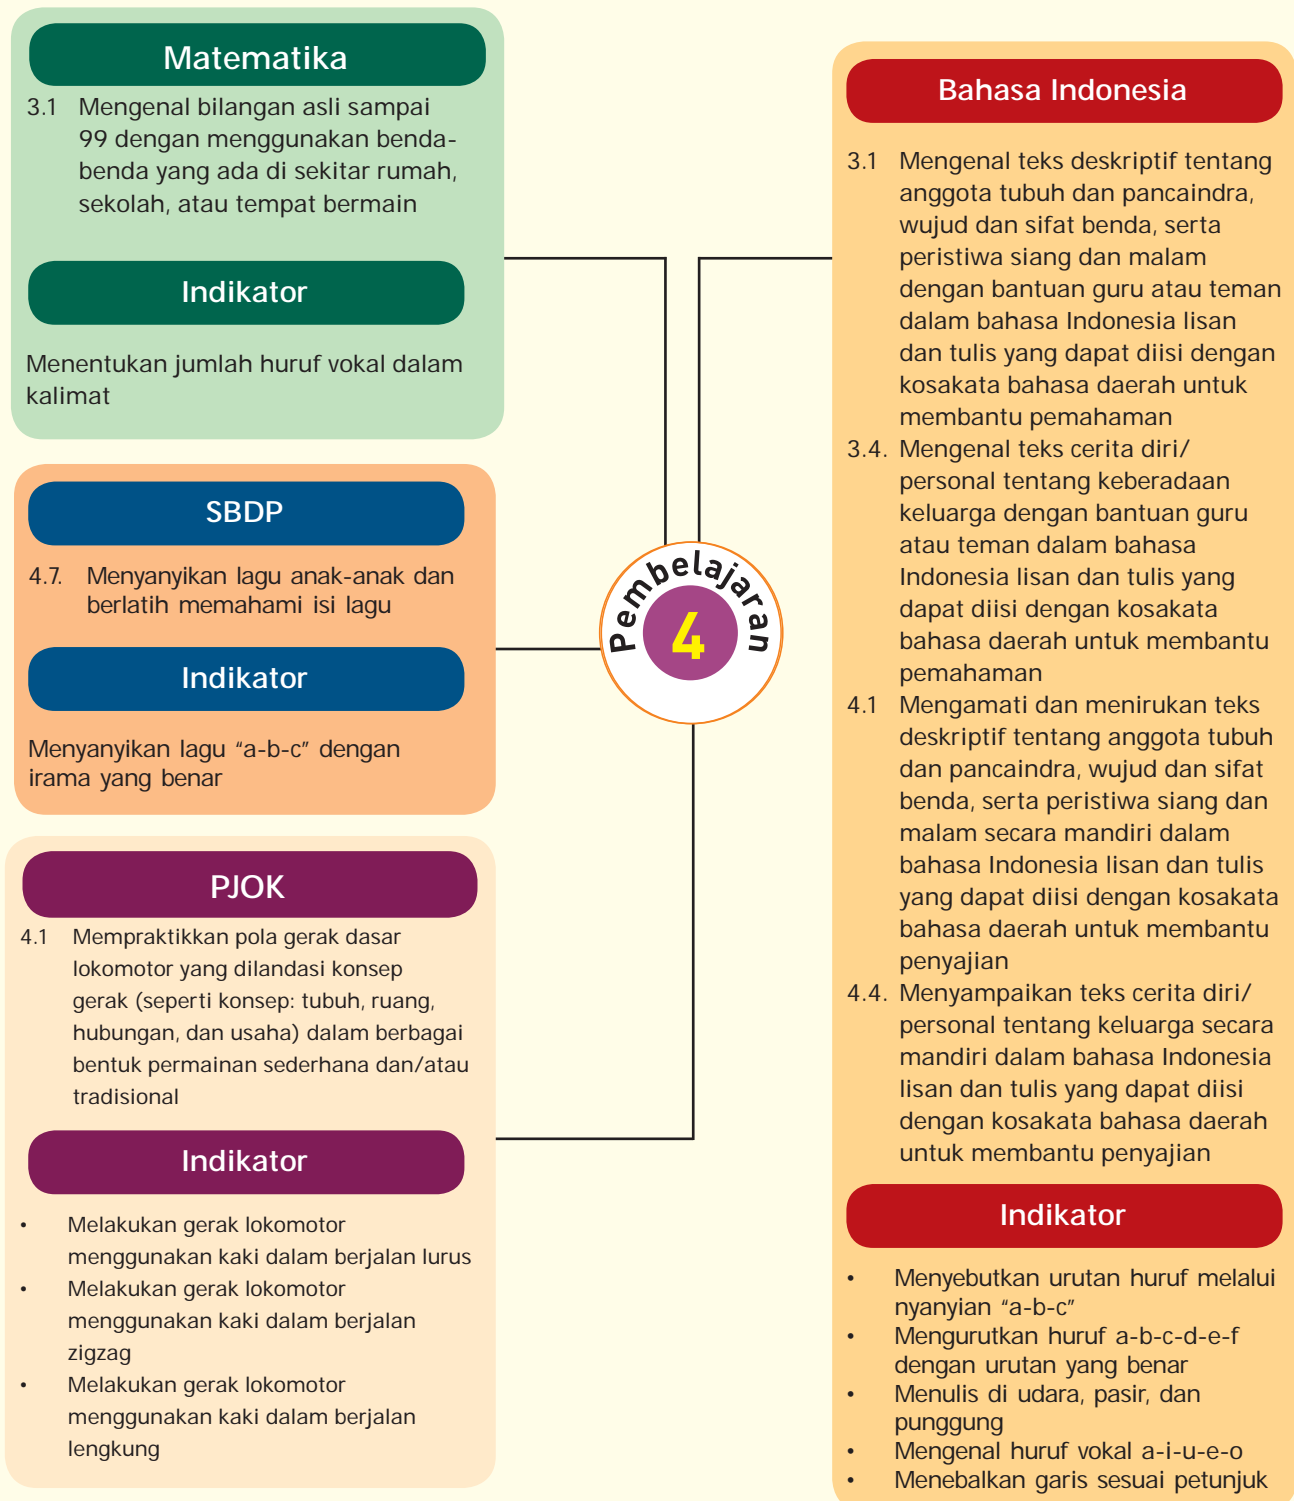 Matematika
3.1 Mengenal bilangan asli sampai
99 dengan menggunakan benda-
benda yang ada di sekitar rumah,
sekolah, atau tempat bermain
Indikator
Menentukan jumlah huruf vokal dalam
kalimat
SBDP
4.7. Menyanyikan lagu anak-anak dan
berlatih memahami isi lagu
Indikator
Menyanyikan lagu “a-b-c” dengan
irama yang benar
PJOK
4.1 Mempraktikkan pola gerak dasar
lokomotor yang dilandasi konsep
gerak (seperti konsep: tubuh, ruang,
hubungan, dan usaha) dalam berbagai
bentuk permainan sederhana dan/atau
tradisional
Indikator
• Melakukan gerak lokomotor
menggunakan kaki dalam berjalan lurus
• Melakukan gerak lokomotor
menggunakan kaki dalam berjalan
zigzag
• Melakukan gerak lokomotor
menggunakan kaki dalam berjalan
lengkung
Pembelajaran
4
Bahasa Indonesia
3.1 Mengenal teks deskriptif tentang
anggota tubuh dan pancaindra,
wujud dan sifat benda, serta
peristiwa siang dan malam
dengan bantuan guru atau teman
dalam bahasa Indonesia lisan
dan tulis yang dapat diisi dengan
kosakata bahasa daerah untuk
membantu pemahaman
3.4. Mengenal teks cerita diri/
personal tentang keberadaan
keluarga dengan bantuan guru
atau teman dalam bahasa
Indonesia lisan dan tulis yang
dapat diisi dengan kosakata
bahasa daerah untuk membantu
pemahaman
4.1 Mengamati dan menirukan teks
deskriptif tentang anggota tubuh
dan pancaindra, wujud dan sifat
benda, serta peristiwa siang dan
malam secara mandiri dalam
bahasa Indonesia lisan dan tulis
yang dapat diisi dengan kosakata
bahasa daerah untuk membantu
penyajian
4.4. Menyampaikan teks cerita diri/
personal tentang keluarga secara
mandiri dalam bahasa Indonesia
lisan dan tulis yang dapat diisi
dengan kosakata bahasa daerah
untuk membantu penyajian
Indikator
• Menyebutkan urutan huruf melalui
nyanyian “a-b-c”
• Mengurutkan huruf a-b-c-d-e-f
dengan urutan yang benar
• Menulis di udara, pasir, dan
punggung
• Mengenal huruf vokal a-i-u-e-o
• Menebalkan garis sesuai petunjuk